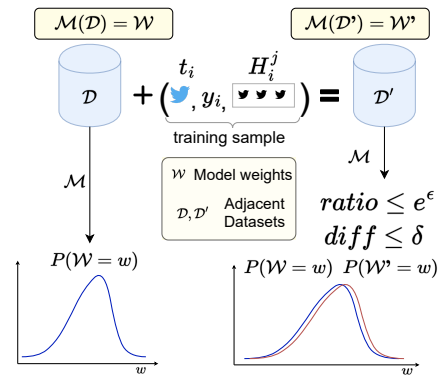 𝓜(𝓓) = 𝓦
𝓜(𝓓') = 𝓦'
𝓓 + (t_i, y_i, H_i^j) = 𝓓'
training sample
𝓜
𝓜
𝓦 Model weights
𝓓, 𝓓′ Adjacent
Datasets
ratio ≤ e^ϵ
diff ≤ δ
P(𝓦 = w)
w
P(𝓦 = w) P(𝓦' = w)
w